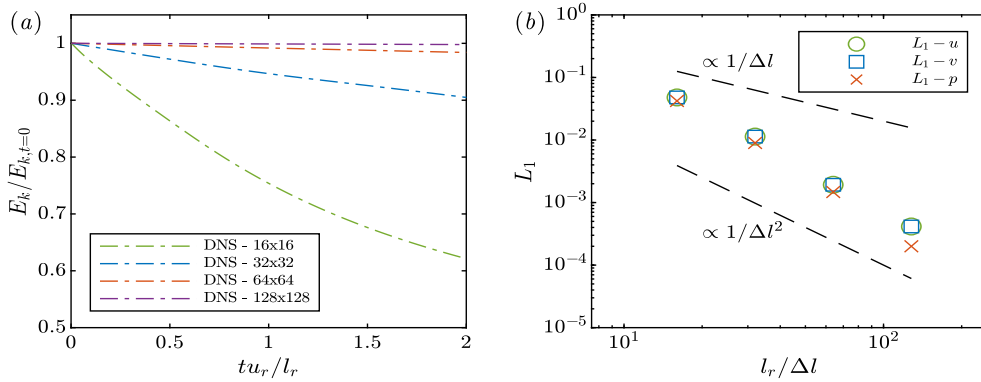 (a)
E_k/E_{k,t=0}
1
0.9
0.8
0.7
0.6
0.5
DNS - 16x16
DNS - 32x32
DNS - 64x64
DNS - 128x128
0 0.5 1 1.5 2
tu_r/l_r
(b)
L_1
10^0
10^{-1}
10^{-2}
10^{-3}
10^{-4}
10^{-5}
L_1 - u
L_1 - v
L_1 - p
∝ 1/Δl
∝ 1/Δl^2
10^1 10^2
l_r/Δl